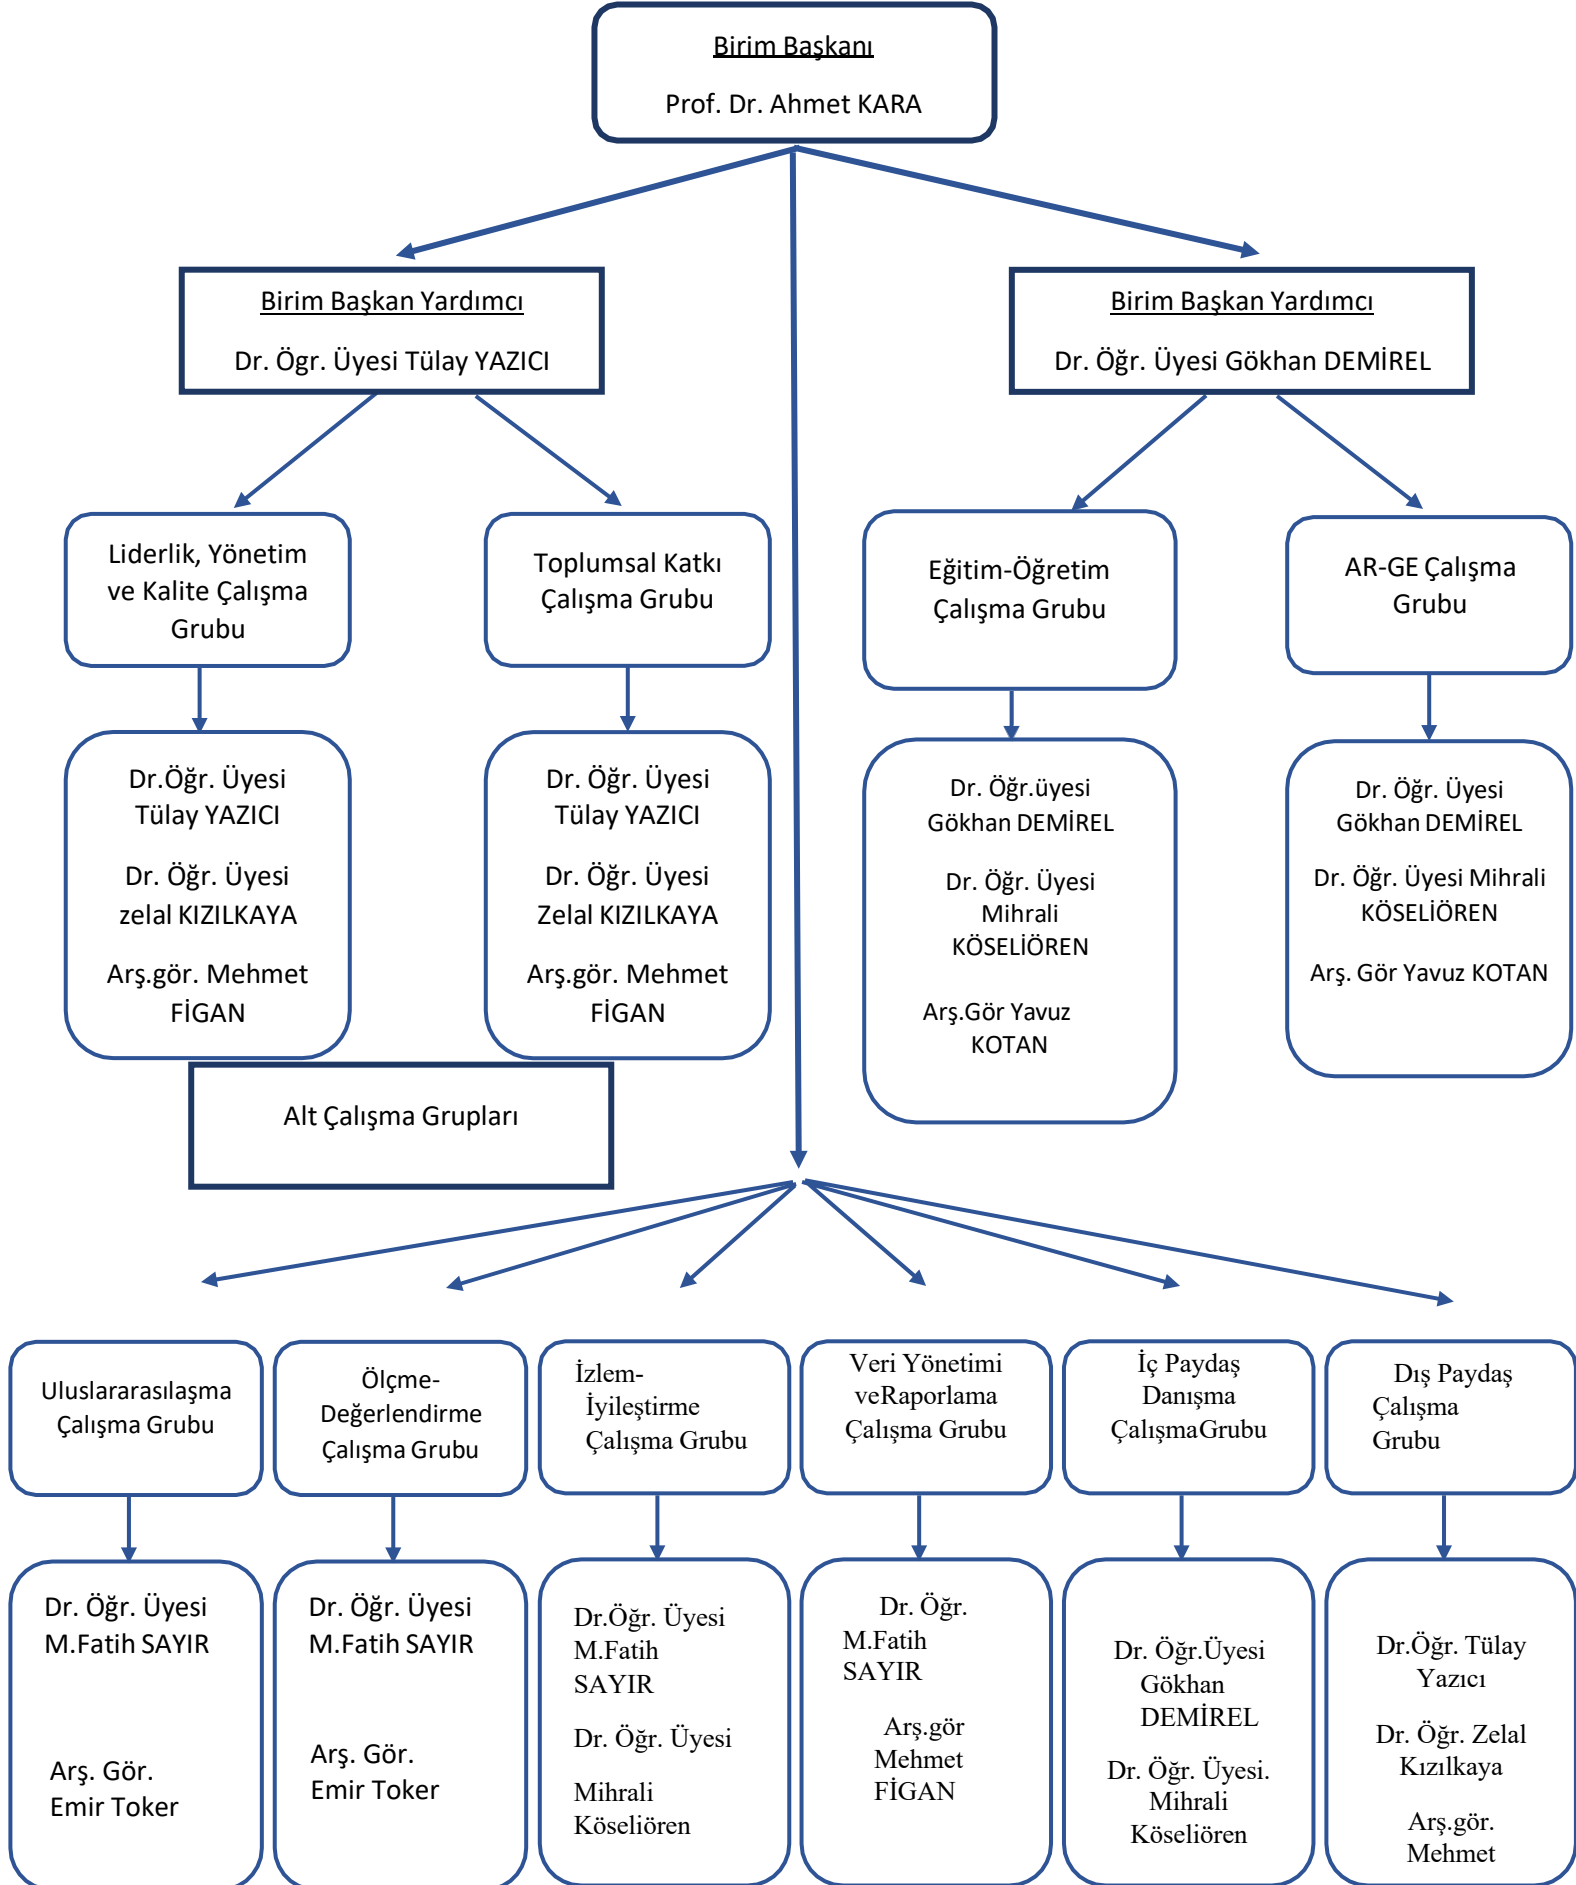 Birim Başkanı
Prof. Dr. Ahmet KARA
Birim Başkan Yardımcı
Dr. Ögr. Üyesi Tülay YAZICI
Birim Başkan Yardımcı
Dr. Öğr. Üyesi Gökhan DEMİREL
Liderlik, Yönetim
ve Kalite Çalışma
Grubu
Toplumsal Katkı
Çalışma Grubu
Eğitim-Öğretim
Çalışma Grubu
AR-GE Çalışma
Grubu
Dr.Öğr. Üyesi
Tülay YAZICI
Dr. Öğr. Üyesi
zelal KIZILKAYA
Arş.gör. Mehmet
FİGAN
Dr. Öğr. Üyesi
Tülay YAZICI
Dr. Öğr. Üyesi
Zelal KIZILKAYA
Arş.gör. Mehmet
FİGAN
Dr. Öğr.üyesi
Gökhan DEMİREL
Dr. Öğr. Üyesi
Mihrali
KÖSELİÖREN
Arş.Gör Yavuz
KOTAN
Dr. Öğr. Üyesi
Gökhan DEMİREL
Dr. Öğr. Üyesi Mihrali
KÖSELİÖREN
Arş. Gör Yavuz KOTAN
Alt Çalışma Grupları
Uluslararasılaşma
Çalışma Grubu
Ölçme-
Değerlendirme
Çalışma Grubu
İzlem-
İyileştirme
Çalışma Grubu
Veri Yönetimi
veRaporlama
Çalışma Grubu
İç Paydaş
Danışma
ÇalışmaGrubu
Dış Paydaş
Çalışma
Grubu
Dr. Öğr. Üyesi
M.Fatih SAYIR
Arş. Gör.
Emir Toker
Dr. Öğr. Üyesi
M.Fatih SAYIR
Arş. Gör.
Emir Toker
Dr.Öğr. Üyesi
M.Fatih
SAYIR
Dr. Öğr. Üyesi
Mihrali
Köseliören
Dr. Öğr.
M.Fatih
SAYIR
Arş.gör
Mehmet
FİGAN
Dr. Öğr.Üyesi
Gökhan
DEMİREL
Dr. Öğr. Üyesi.
Mihrali
Köseliören
Dr.Öğr. Tülay
Yazıcı
Dr. Öğr. Zelal
Kızılkaya
Arş.gör.
Mehmet